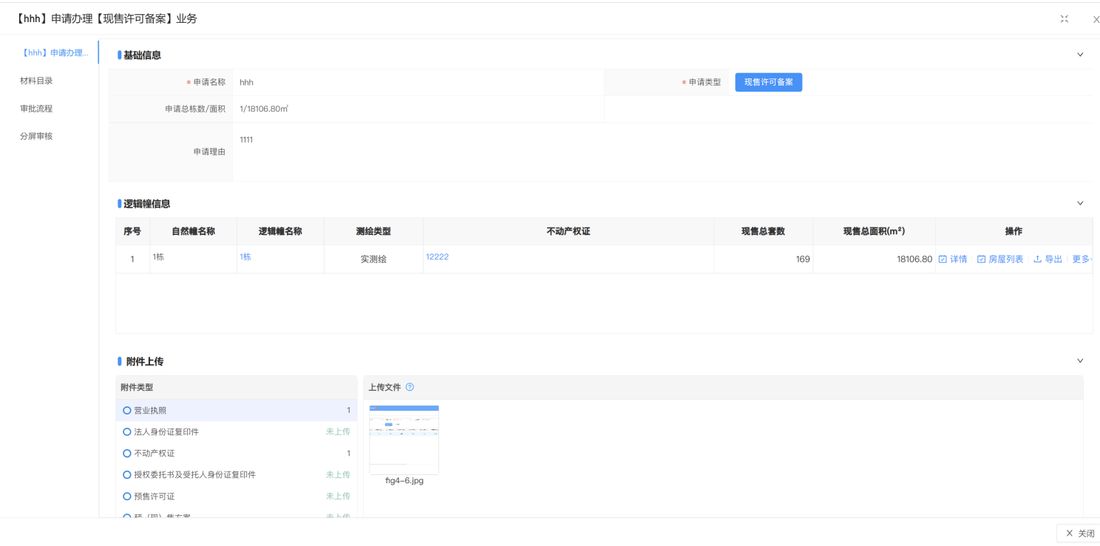 【hhh】申请办理【现售许可备案】业务
【hhh】申请办理...
材料目录
审批流程
分屏审核
基础信息
* 申请名称 hhh * 申请类型 现售许可备案
申请总栋数/面积 1/18106.80㎡
申请理由 1111
逻辑幢信息
序号 自然幢名称 逻辑幢名称 测绘类型 不动产权证 现售总套数 现售总面积(m²) 操作
1 1栋 1栋 实测绘 12222 169 18106.80 详情 房屋列表 导出 更多
附件上传
附件类型 上传文件
营业执照 1
法人身份证复印件 未上传
不动产权证 1
授权委托书及受托人身份证复印件 未上传
预售许可证 未上传
fig4-6.jpg
预（现）售方案 未上传
关闭